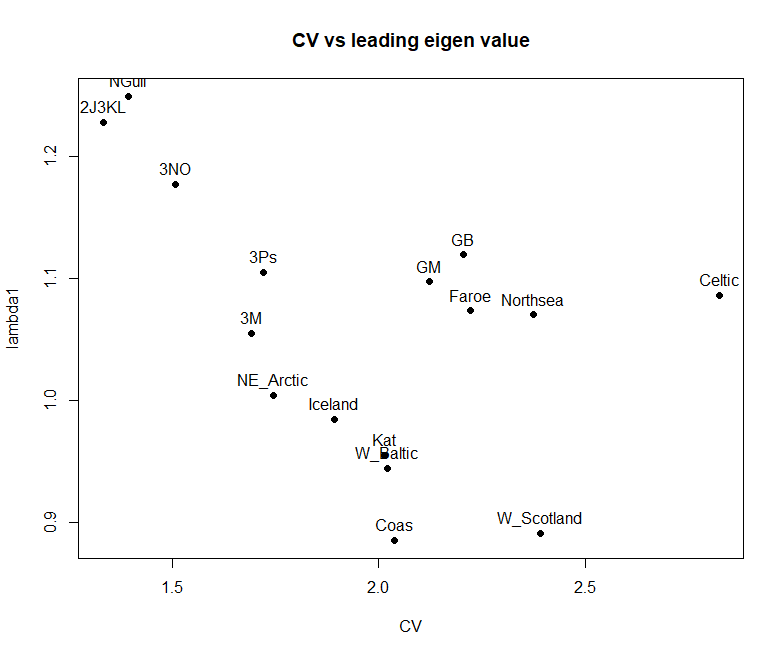 CV vs leading eigen value
NGulf
2J3KL
3NO
3Ps
GB
GM
Celtic
Faroe
Northsea
3M
NE_Arctic
Iceland
Kat
W_Baltic
W_Scotland
Coas
lambda1
1.2
1.1
1.0
0.9
1.5
2.0
2.5
CV